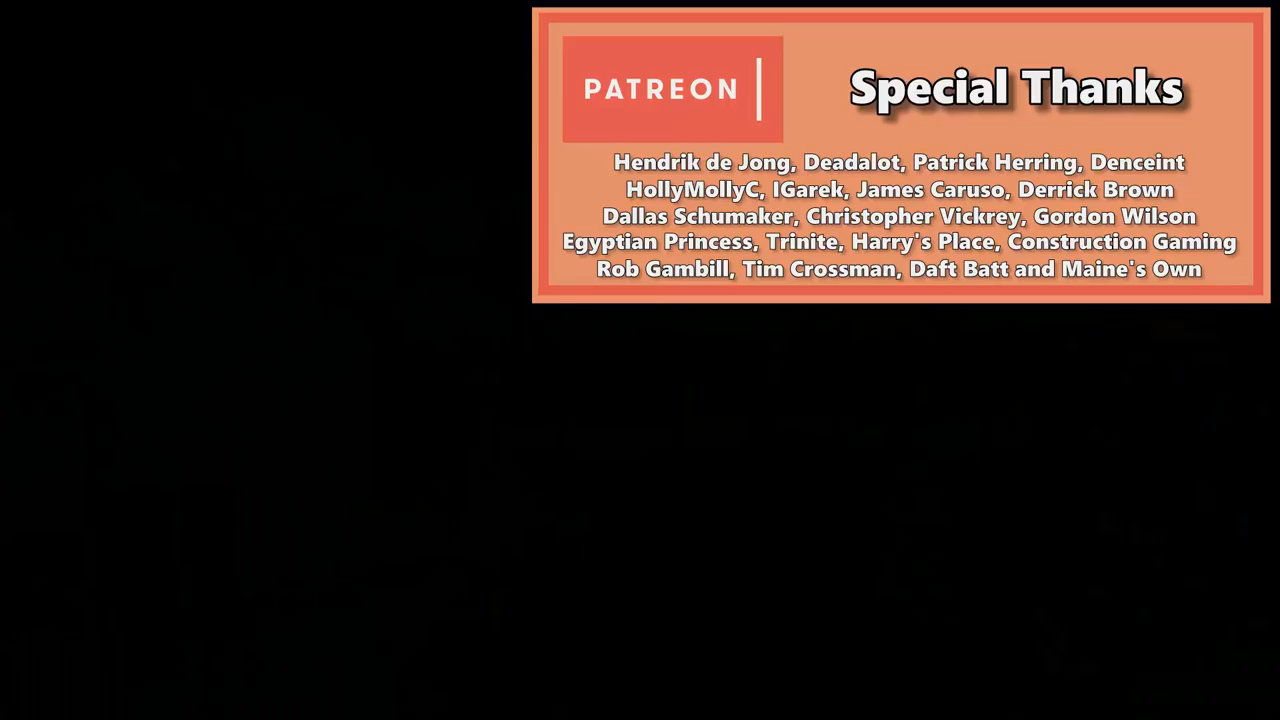 PATREON
Special Thanks
Hendrik de Jong, Deadalot, Patrick Herring, Denceint
HollyMollyC, IGarek, James Caruso, Derrick Brown
Dallas Schumaker, Christopher Vickrey, Gordon Wilson
Egyptian Princess, Trinite, Harry's Place, Construction Gaming
Rob Gambill, Tim Crossman, Daft Batt and Maine's Own